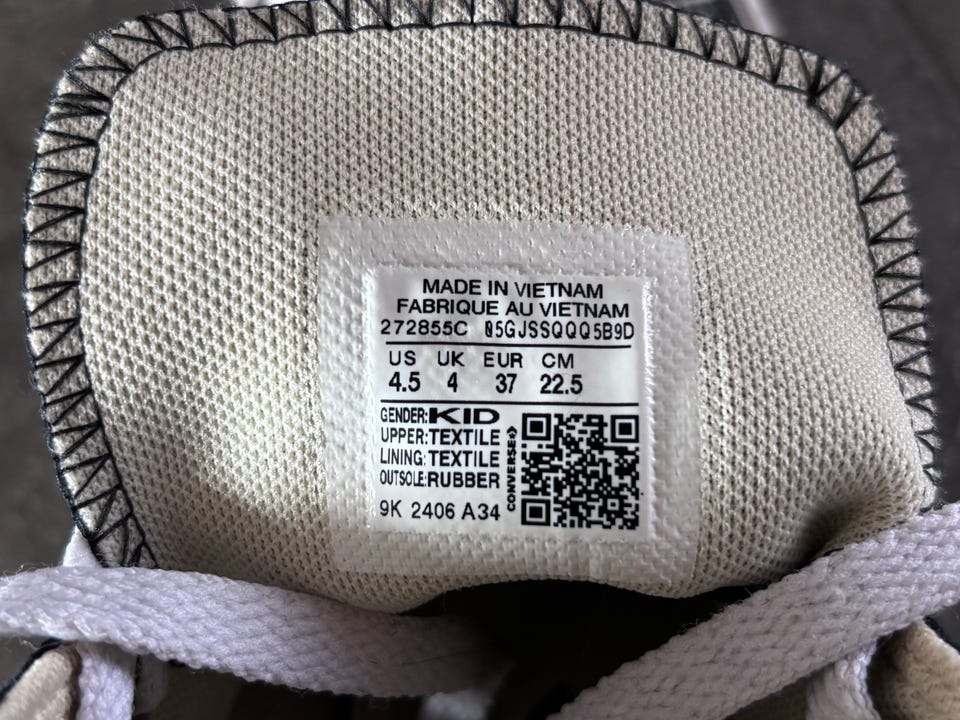 MADE IN VIETNAM
FABRIQUE AU VIETNAM
272855C 05GJSSQQQ5B9D
US UK EUR CM
4.5 4 37 22.5
GENDER:KID
UPPER:TEXTILE
LINING:TEXTILE
OUTSOLE:RUBBER
9K 2406 A34
CONVERSE